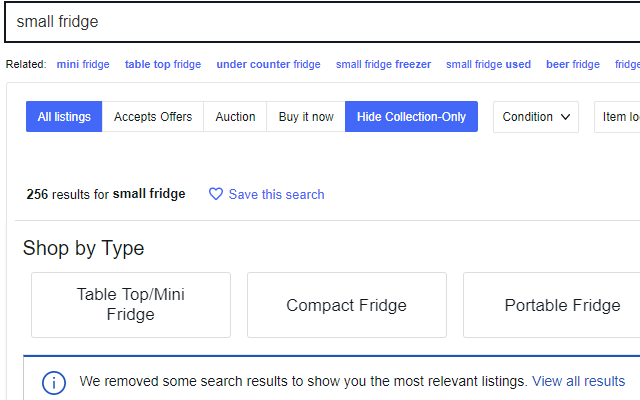 small fridge
Related: mini fridge table top fridge under counter fridge small fridge freezer small fridge used beer fridge fridge
All listings Accepts Offers Auction Buy it now Hide Collection-Only Condition Item lo
256 results for small fridge Save this search
Shop by Type
Table Top/Mini
Fridge
Compact Fridge
Portable Fridge
We removed some search results to show you the most relevant listings. View all results